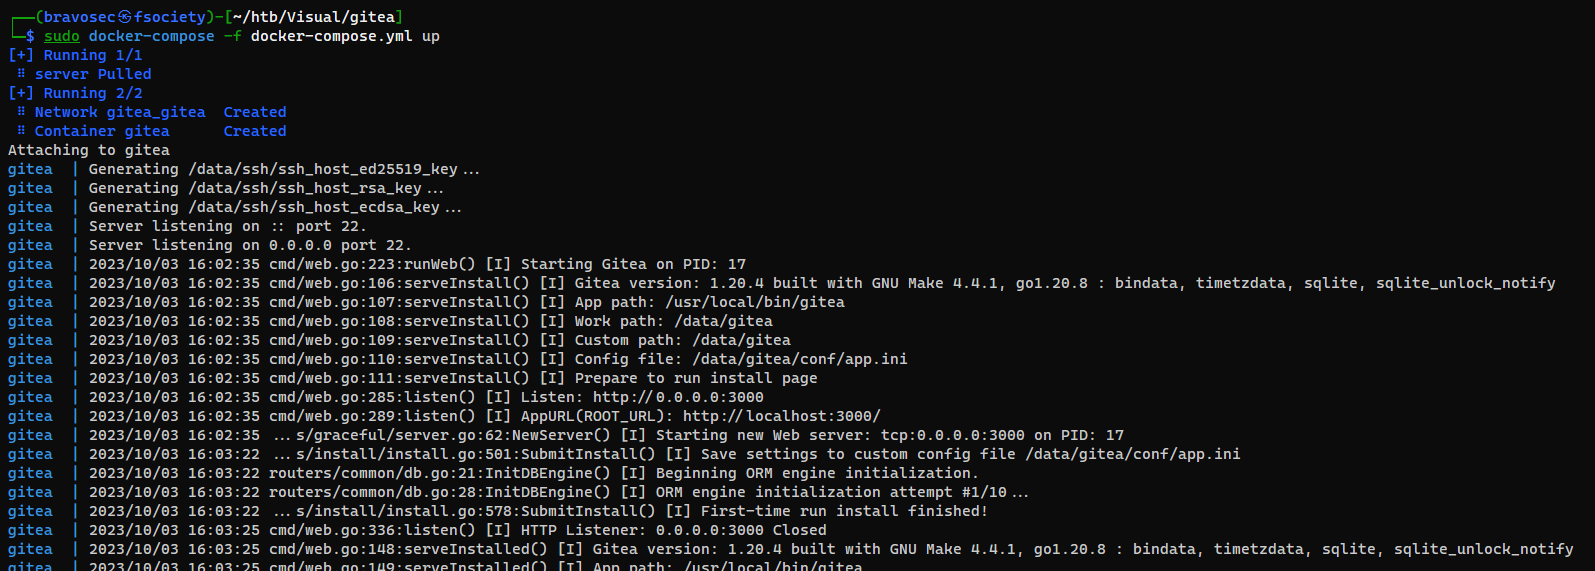 ┌──(bravosec㉿fsociety)-[~/htb/Visual/gitea]
└─$ sudo docker-compose -f docker-compose.yml up
[+] Running 1/1
 ⠿ server Pulled
[+] Running 2/2
 ⠿ Network gitea_gitea  Created
 ⠿ Container gitea      Created
Attaching to gitea
gitea  | Generating /data/ssh/ssh_host_ed25519_key...
gitea  | Generating /data/ssh/ssh_host_rsa_key...
gitea  | Generating /data/ssh/ssh_host_ecdsa_key...
gitea  | Server listening on :: port 22.
gitea  | Server listening on 0.0.0.0 port 22.
gitea  | 2023/10/03 16:02:35 cmd/web.go:223:runWeb() [I] Starting Gitea on PID: 17
gitea  | 2023/10/03 16:02:35 cmd/web.go:106:serveInstall() [I] Gitea version: 1.20.4 built with GNU Make 4.4.1, go1.20.8 : bindata, timetzdata, sqlite, sqlite_unlock_notify
gitea  | 2023/10/03 16:02:35 cmd/web.go:107:serveInstall() [I] App path: /usr/local/bin/gitea
gitea  | 2023/10/03 16:02:35 cmd/web.go:108:serveInstall() [I] Work path: /data/gitea
gitea  | 2023/10/03 16:02:35 cmd/web.go:109:serveInstall() [I] Custom path: /data/gitea
gitea  | 2023/10/03 16:02:35 cmd/web.go:110:serveInstall() [I] Config file: /data/gitea/conf/app.ini
gitea  | 2023/10/03 16:02:35 cmd/web.go:111:serveInstall() [I] Prepare to run install page
gitea  | 2023/10/03 16:02:35 cmd/web.go:285:listen() [I] Listen: http://0.0.0.0:3000
gitea  | 2023/10/03 16:02:35 cmd/web.go:289:listen() [I] AppURL(ROOT_URL): http://localhost:3000/
gitea  | 2023/10/03 16:02:35 ...s/graceful/server.go:62:NewServer() [I] Starting new Web server: tcp:0.0.0.0:3000 on PID: 17
gitea  | 2023/10/03 16:03:22 ...s/install/install.go:501:SubmitInstall() [I] Save settings to custom config file /data/gitea/conf/app.ini
gitea  | 2023/10/03 16:03:22 routers/common/db.go:21:InitDBEngine() [I] Beginning ORM engine initialization.
gitea  | 2023/10/03 16:03:22 routers/common/db.go:28:InitDBEngine() [I] ORM engine initialization attempt #1/10...
gitea  | 2023/10/03 16:03:22 ...s/install/install.go:578:SubmitInstall() [I] First-time run install finished!
gitea  | 2023/10/03 16:03:25 cmd/web.go:336:listen() [I] HTTP Listener: 0.0.0.0:3000 Closed
gitea  | 2023/10/03 16:03:25 cmd/web.go:148:serveInstalled() [I] Gitea version: 1.20.4 built with GNU Make 4.4.1, go1.20.8 : bindata, timetzdata, sqlite, sqlite_unlock_notify
gitea  | 2023/10/03 16:03:25 cmd/web.go:149:serveInstalled() [I] App path: /usr/local/bin/gitea